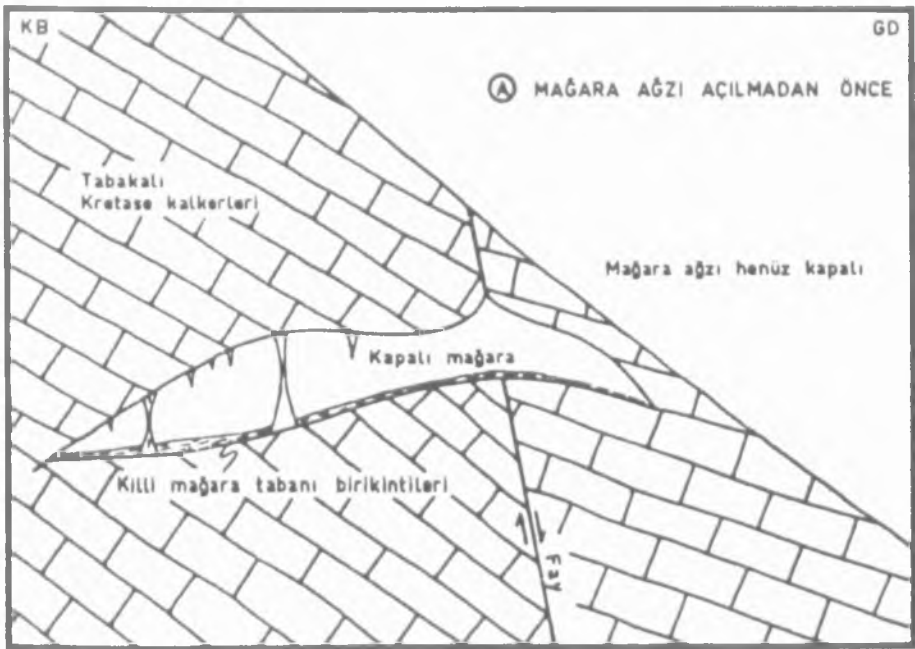 KB
GD
Ⓐ MAĞARA AĞZI AÇILMADAN ÖNCE
Tabakalı
Kretase kalkerleri
Mağara ağzı henüz kapalı
Kapalı mağara
Killi mağara tabanı birikintileri
Fay